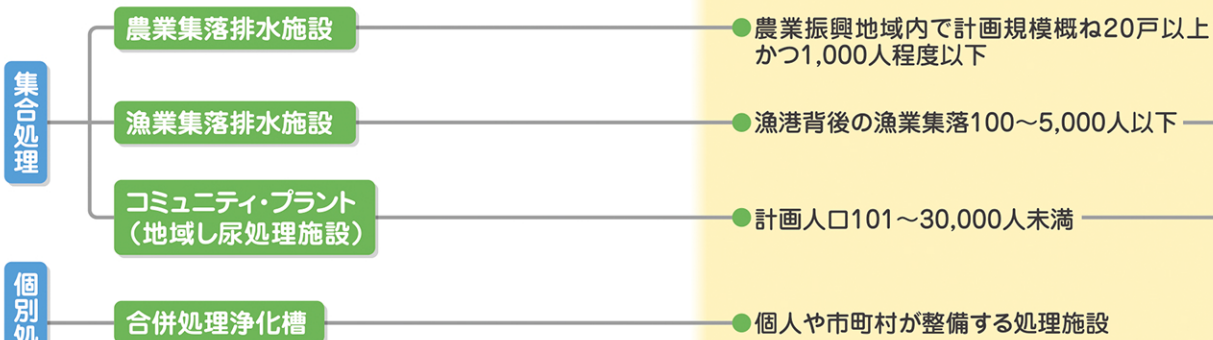 集合処理
農業集落排水施設
農業振興地域内で計画規模概ね20戸以上
かつ1,000人程度以下
漁業集落排水施設
漁港背後の漁業集落100～5,000人以下
コミュニティ・プラント
（地域し尿処理施設）
計画人口101～30,000人未満
個別処
合併処理浄化槽
個人や市町村が整備する処理施設